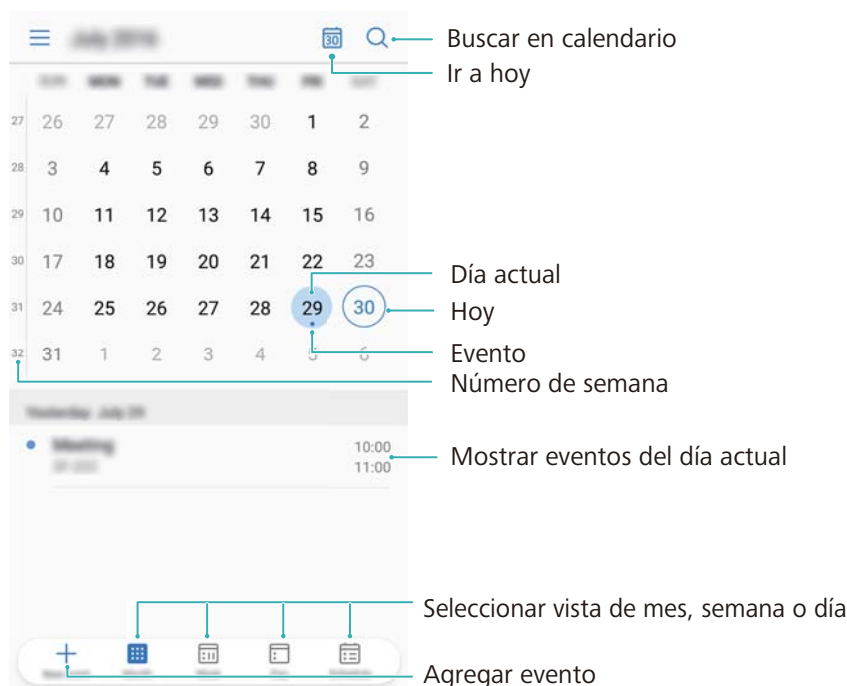 30 Buscar en calendario
Ir a hoy
27 26 27 28 29 30 1 2
28 3 4 5 6 7 8 9
29 10 11 12 13 14 15 16
30 17 18 19 20 21 22 23
Día actual
31 24 25 26 27 28 29 30 Hoy
Evento
32 31 1 2 3 4 5 6
Número de semana
10:00
Mostrar eventos del día actual
11:00
Seleccionar vista de mes, semana o día
Agregar evento